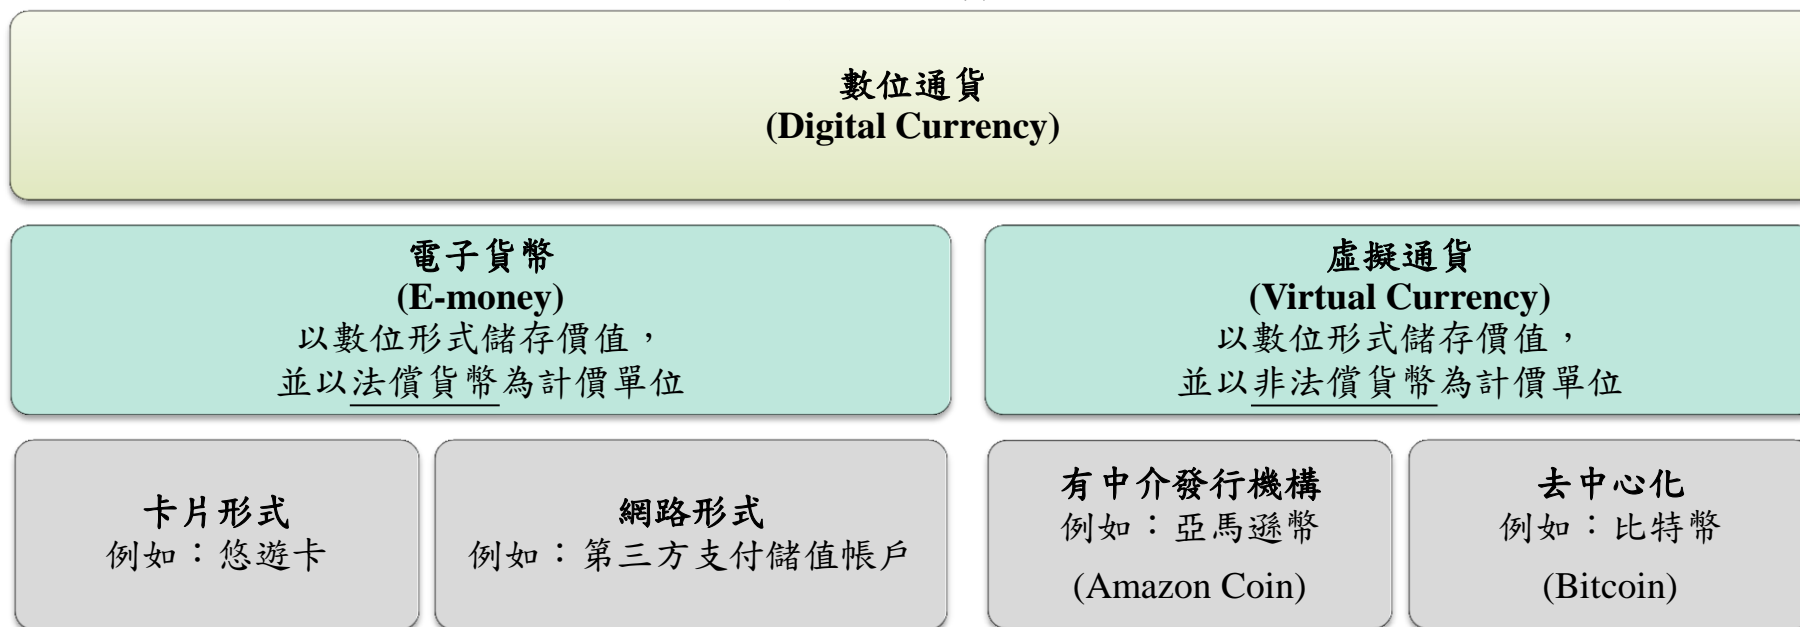 數位通貨
(Digital Currency)
電子貨幣
(E-money)
以數位形式儲存價值，
並以法償貨幣為計價單位
虛擬通貨
(Virtual Currency)
以數位形式儲存價值，
並以非法償貨幣為計價單位
卡片形式
例如：悠遊卡
網路形式
例如：第三方支付儲值帳戶
有中介發行機構
例如：亞馬遜幣
(Amazon Coin)
去中心化
例如：比特幣
(Bitcoin)